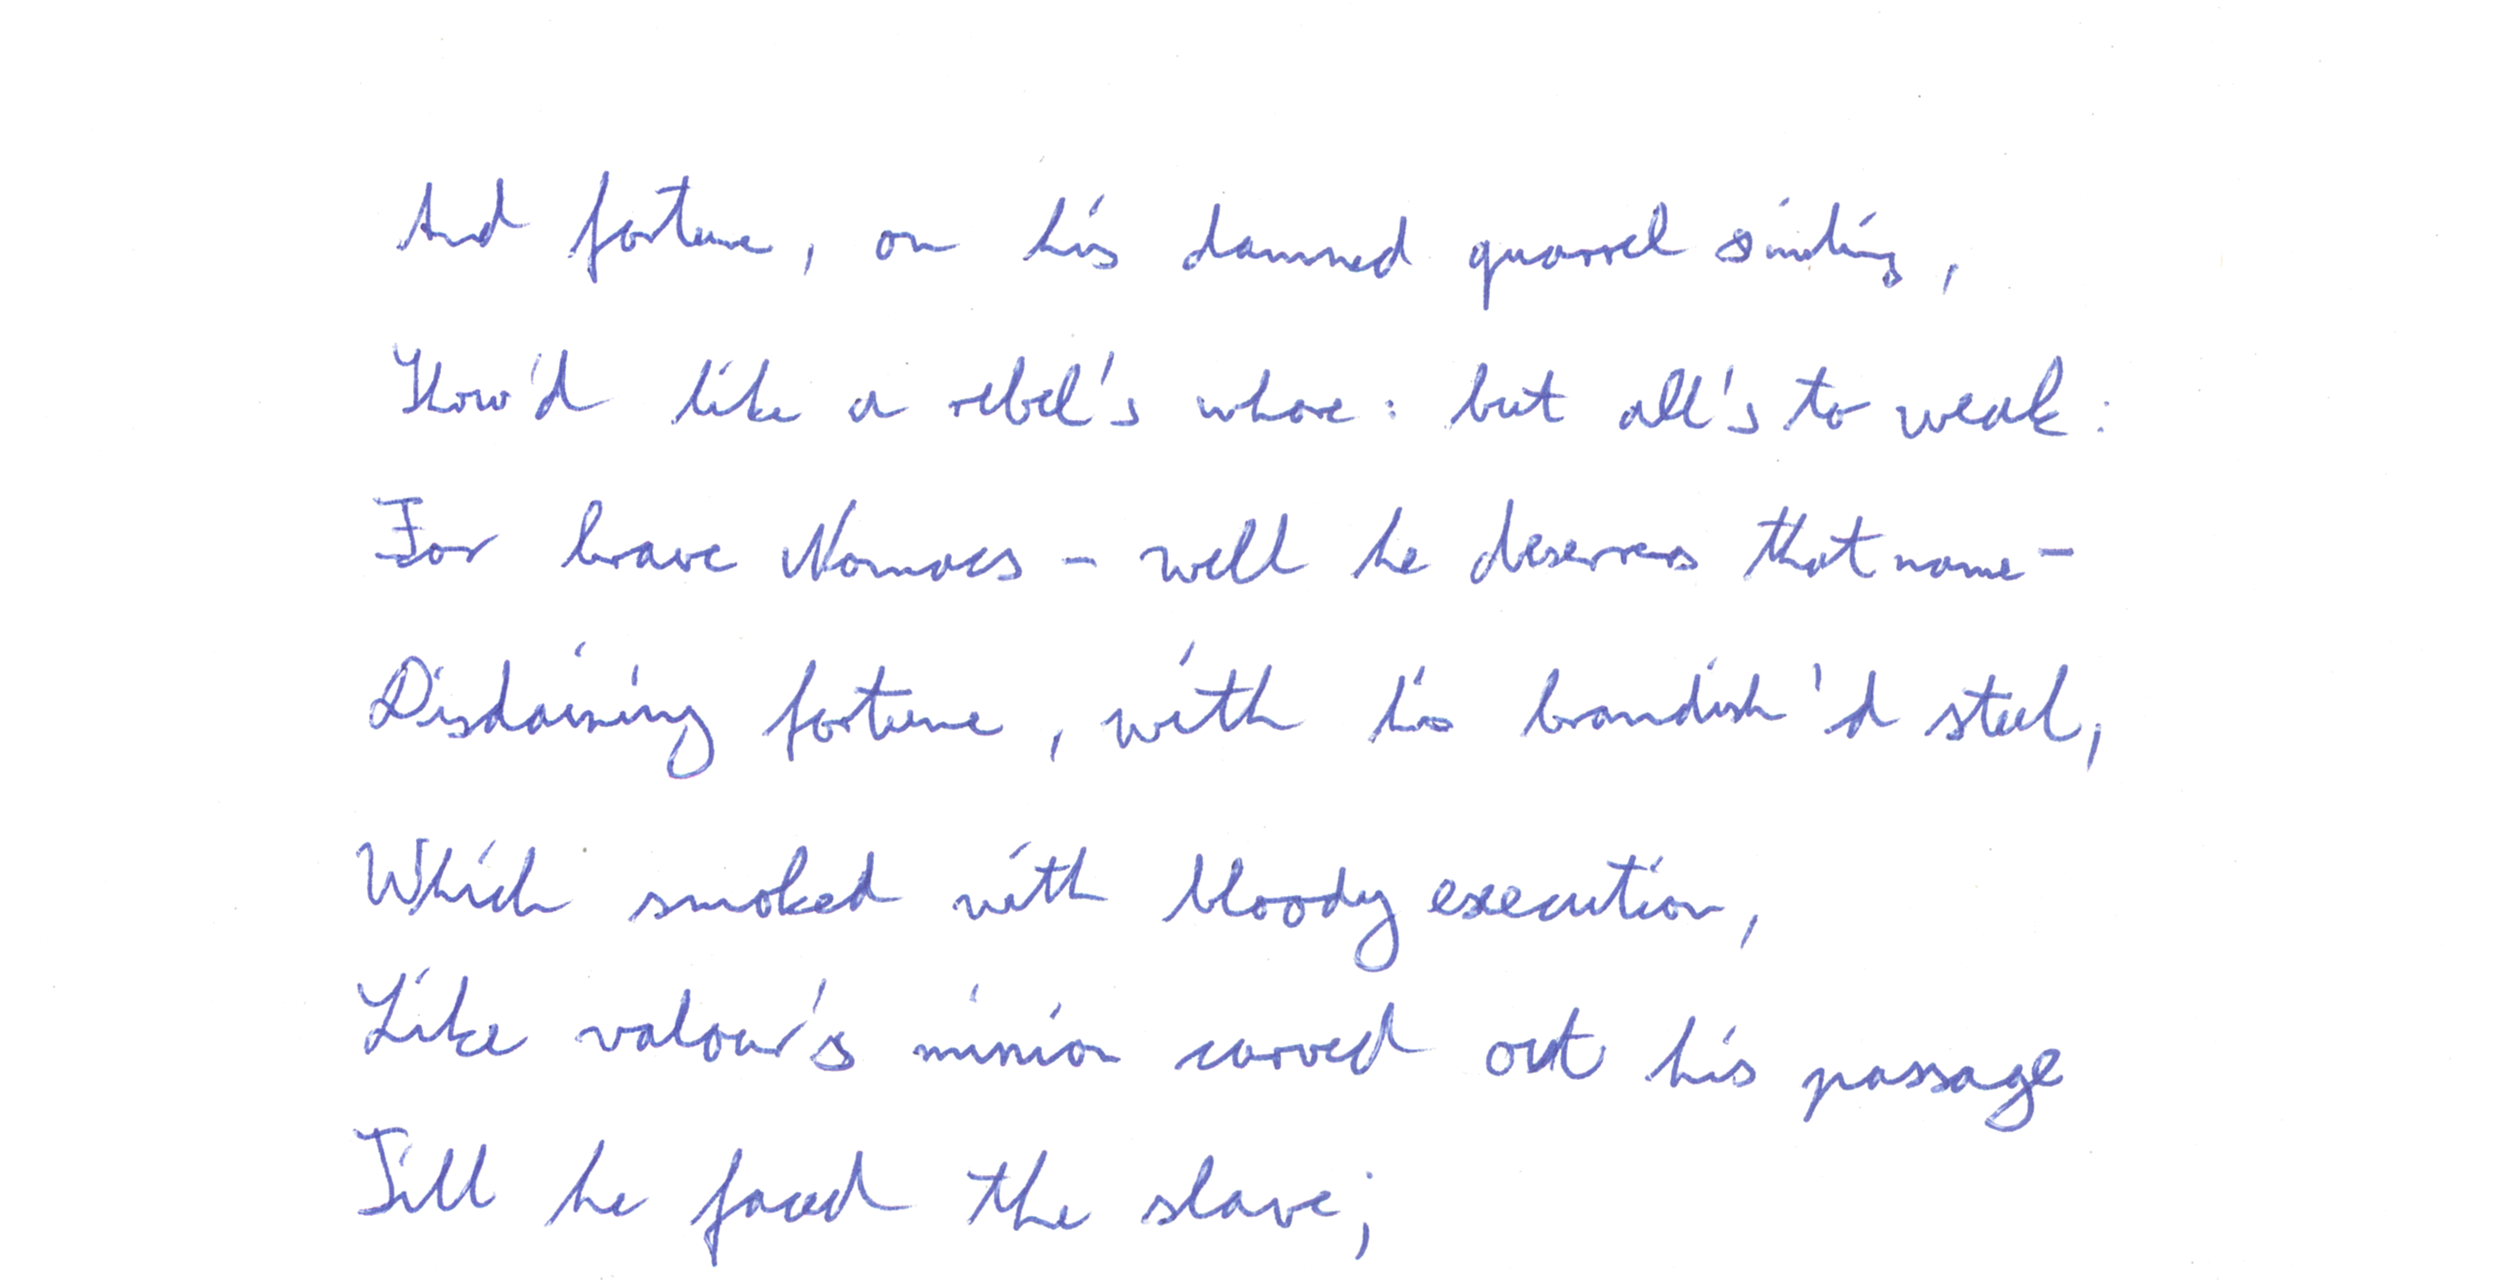 And fortune, on his damned quarrel smiling,
Show'd like a rebel's whore: but all's to weak:
For brave Nomacs - well he deserves that name -
Disdaining fortune, with his brandish'd steel,
Which smoked with bloody execution,
Like valour's minion carved out his passage
Till he faced the slave;